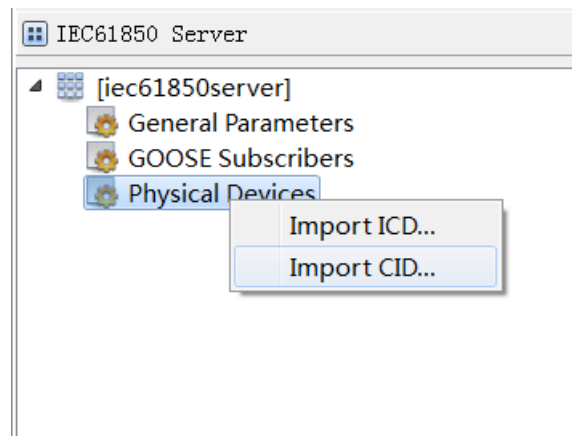 IEC61850 Server
[iec61850server]
General Parameters
GOOSE Subscribers
Physical Devices
Import ICD...
Import CID...